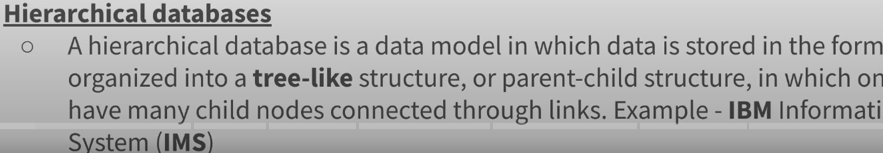 Hierarchical databases
○ A hierarchical database is a data model in which data is stored in the form
organized into a tree-like structure, or parent-child structure, in which on
have many child nodes connected through links. Example - IBM Informati
System (IMS)